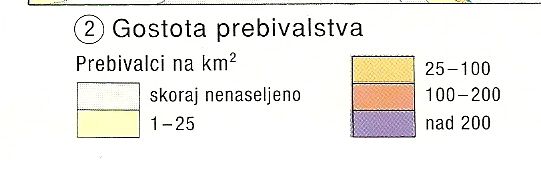 ② Gostota prebivalstva
Prebivalci na km²
skoraj nenaseljeno
1–25
25–100
100–200
nad 200